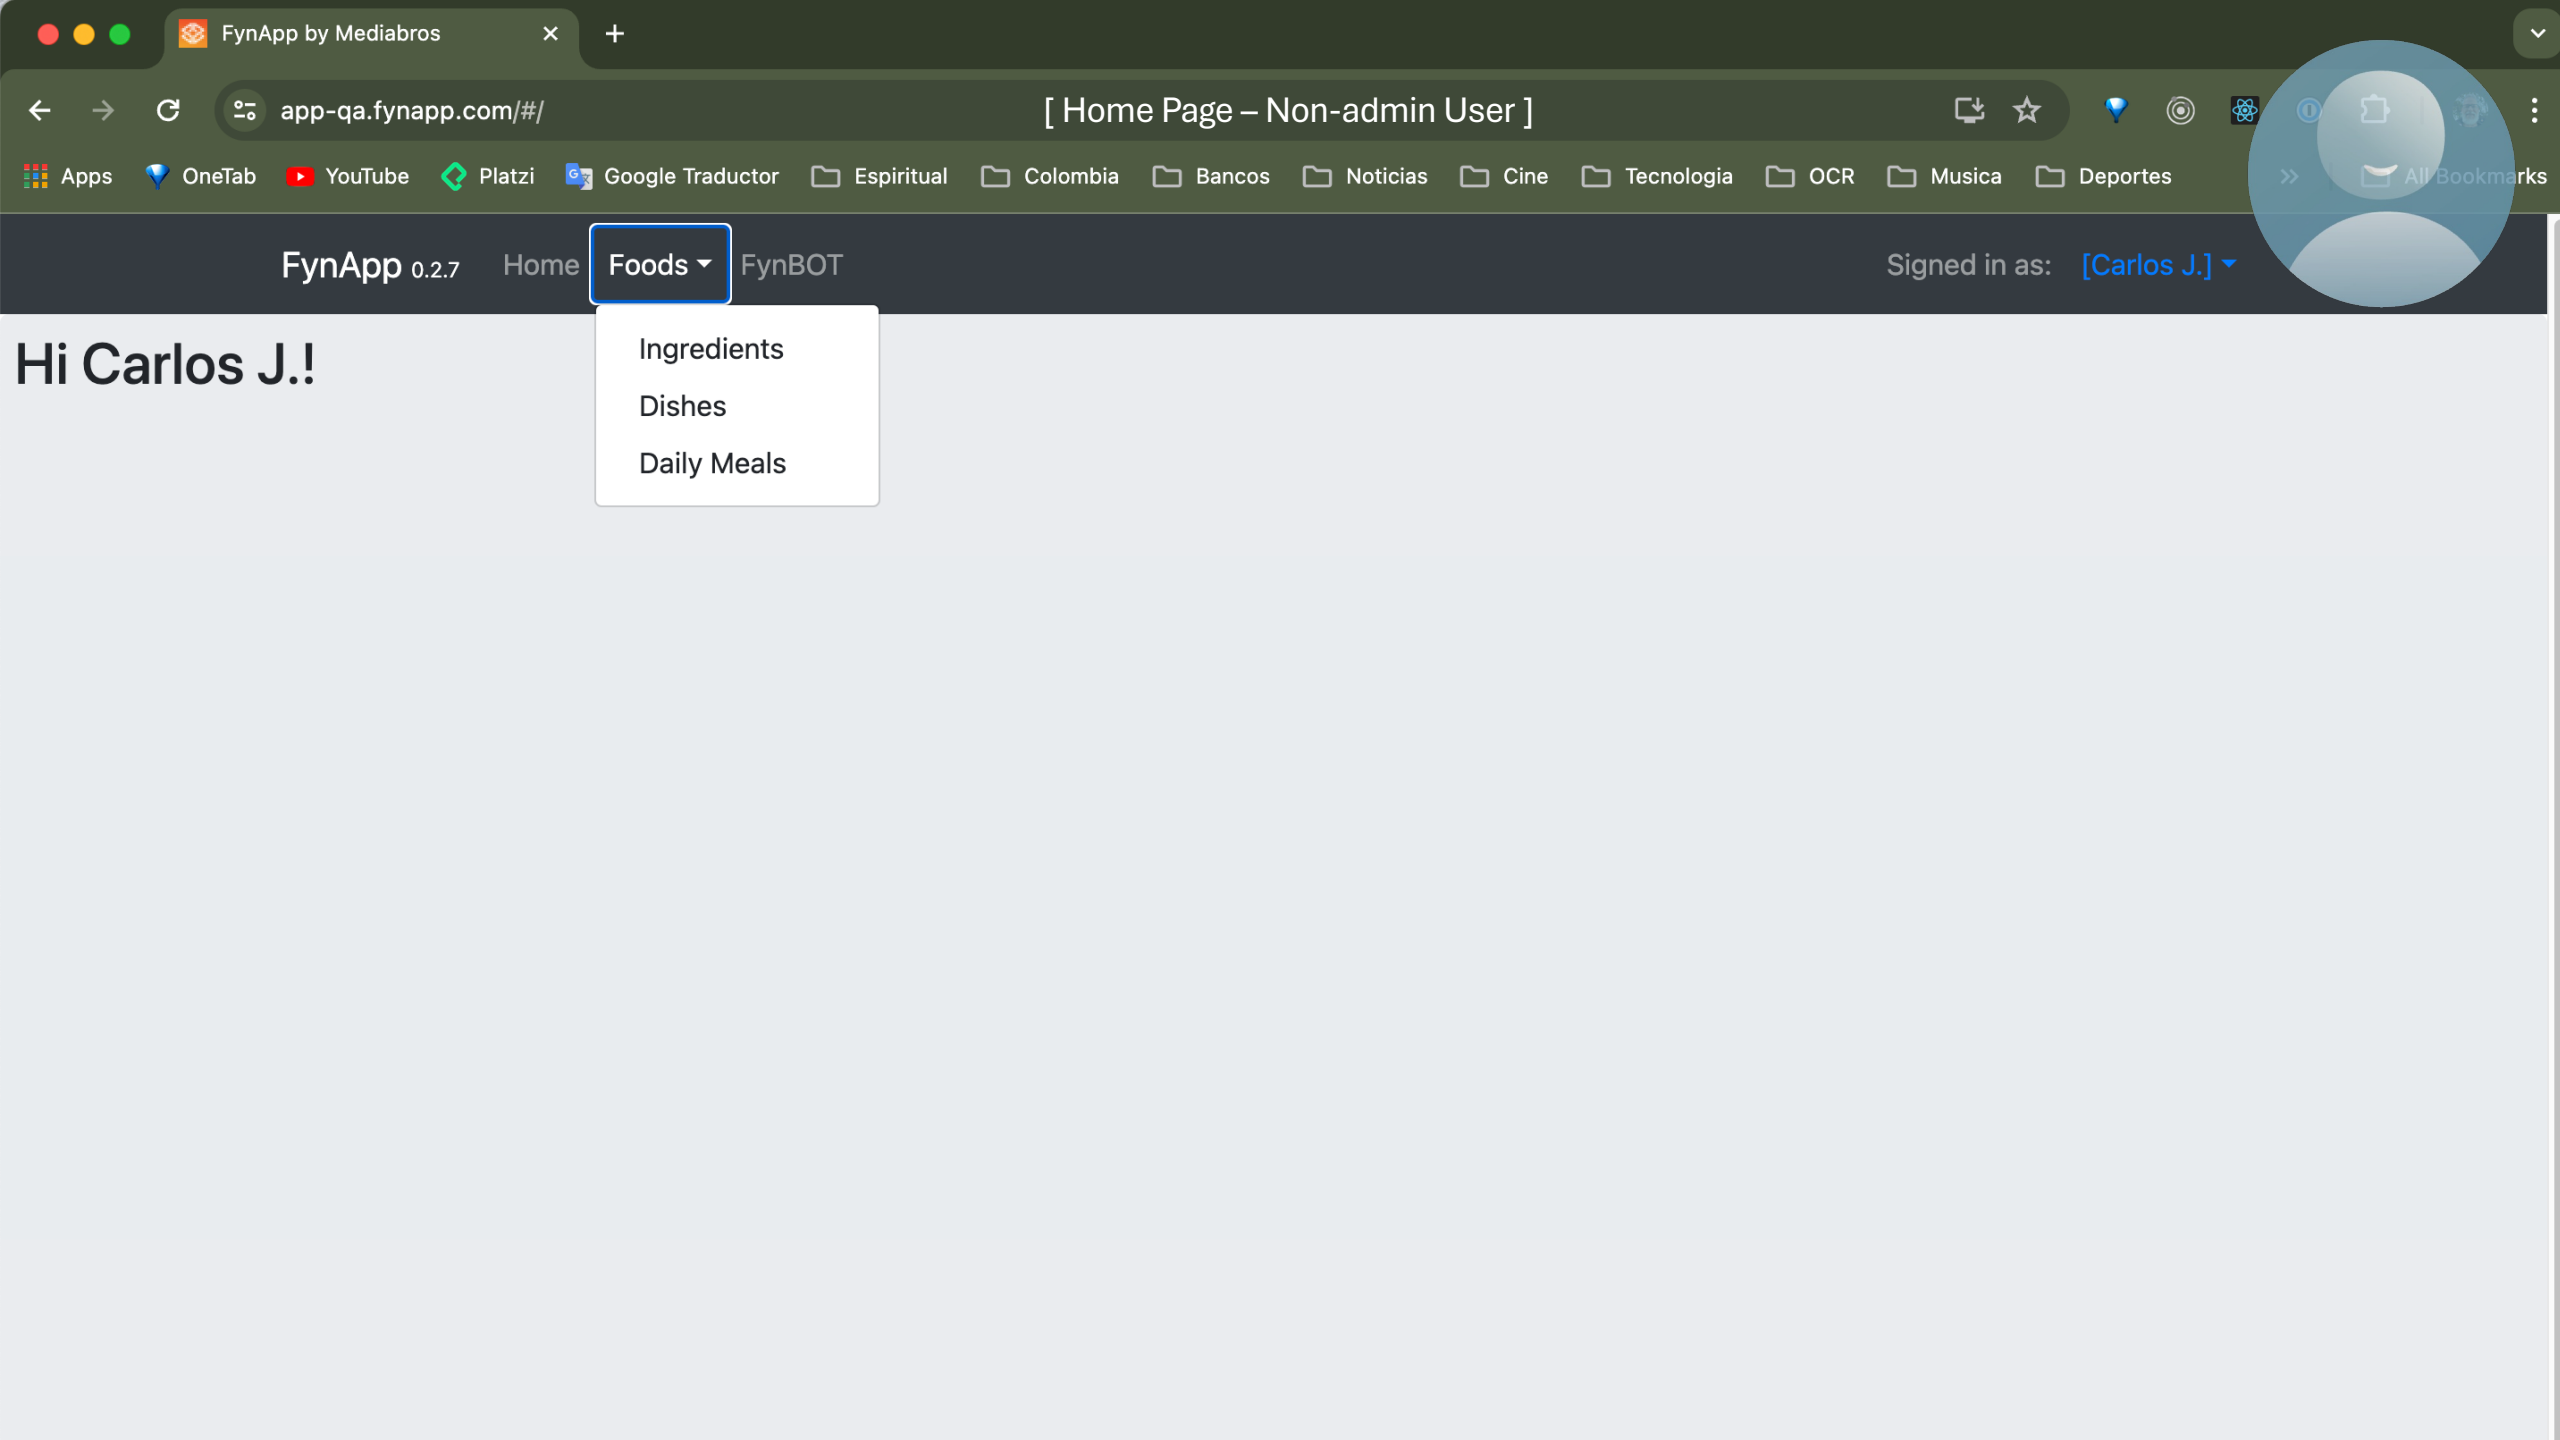 FynApp by Mediabros
app-qa.fynapp.com/#/
[ Home Page – Non-admin User ]
Apps OneTab YouTube Platzi Google Traductor Espiritual Colombia Bancos Noticias Cine Tecnologia OCR Musica Deportes All Bookmarks
FynApp 0.2.7 Home Foods FynBOT Signed in as: [Carlos J.]
Hi Carlos J.!
Ingredients
Dishes
Daily Meals